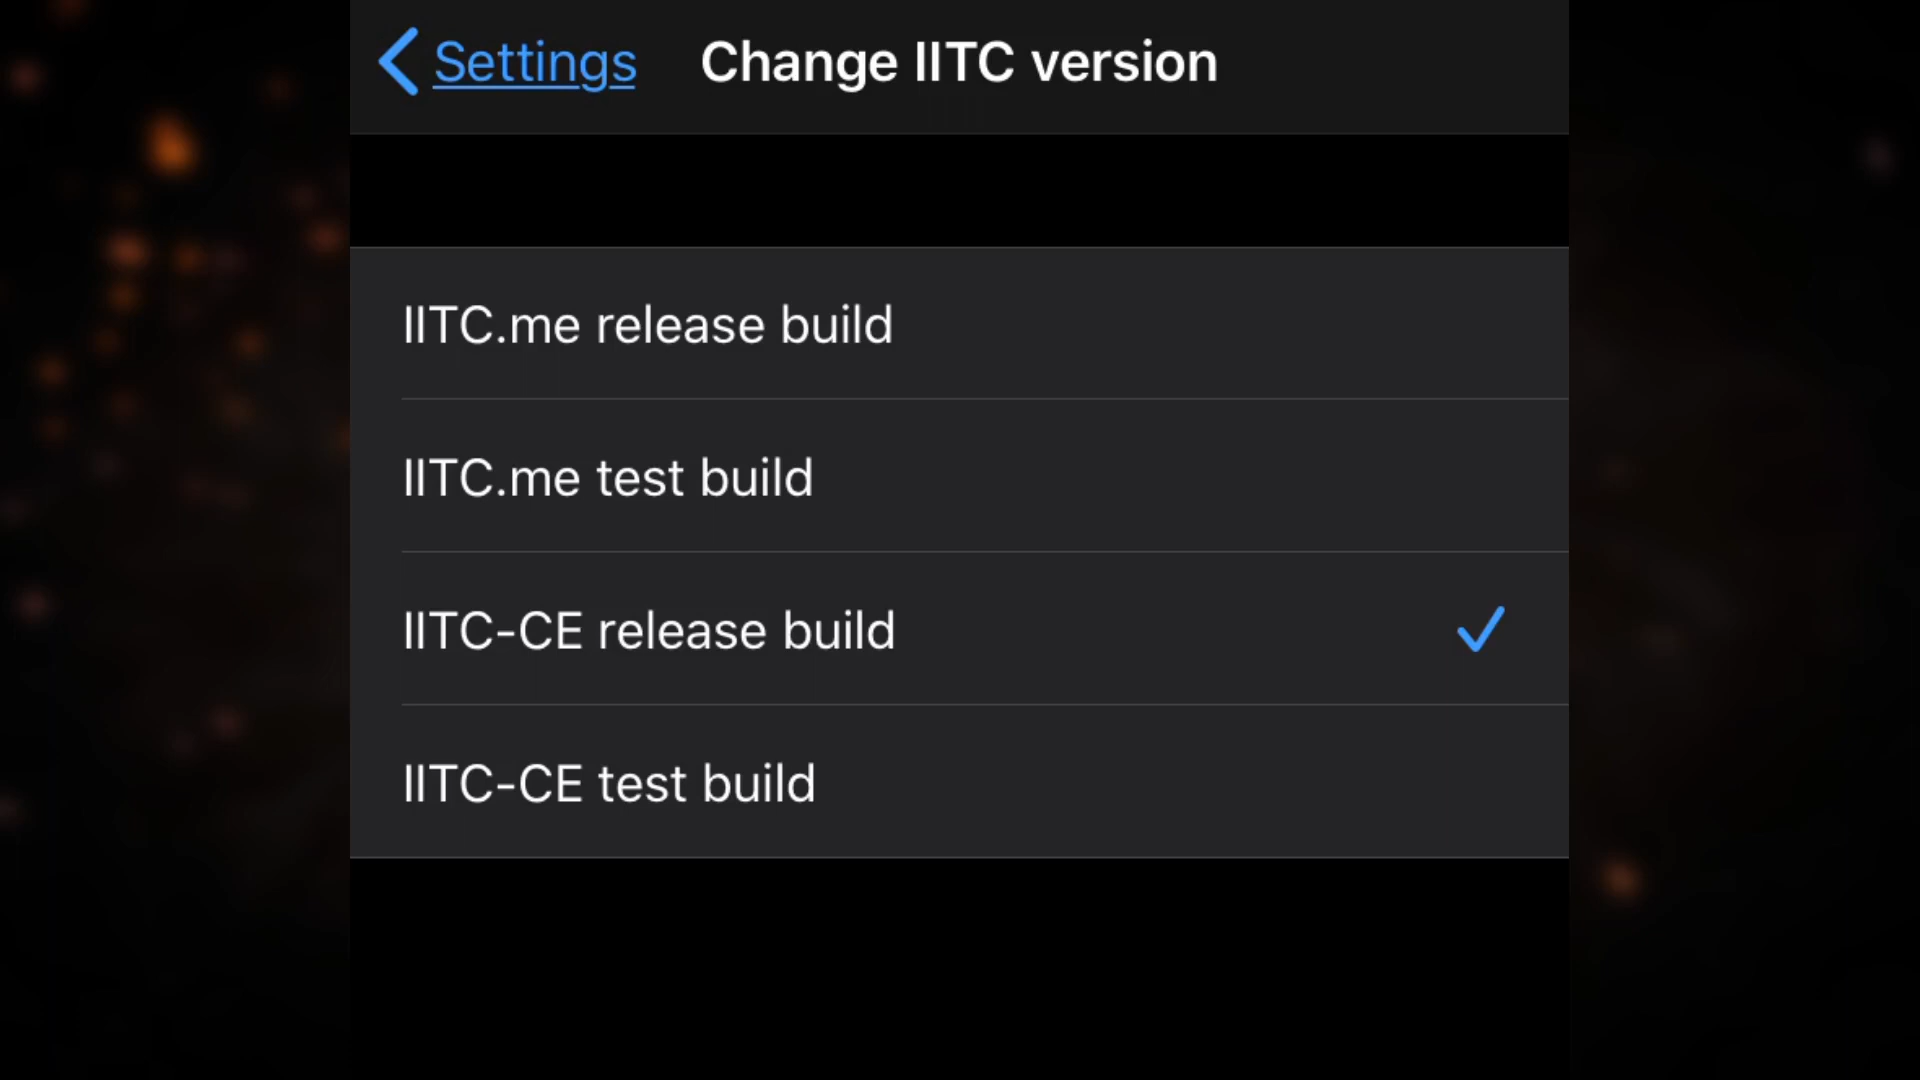 Settings
Change IITC version
IITC.me release build
IITC.me test build
IITC-CE release build
IITC-CE test build